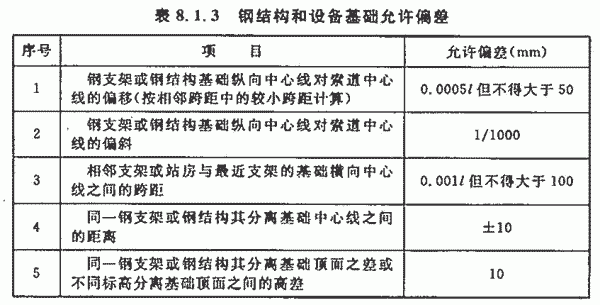 表 8.1.3 钢结构和设备基础允许偏差
序号 项 目 允许偏差(mm)
1 钢支架或钢结构基础纵向中心线对索道中心
线的偏移(按相邻跨距中的较小跨距计算) 0.0005l 但不得大于 50
2 钢支架或钢结构基础纵向中心线对索道中心
线的偏斜 1/1000
3 相邻支架或站房与最近支架的基础横向中心
线之间的跨距 0.001l 但不得大于 100
4 同一钢支架或钢结构其分离基础中心线之间
的距离 ±10
5 同一钢支架或钢结构其分离基础顶面之差或
不同标高分离基础顶面之间的高差 10